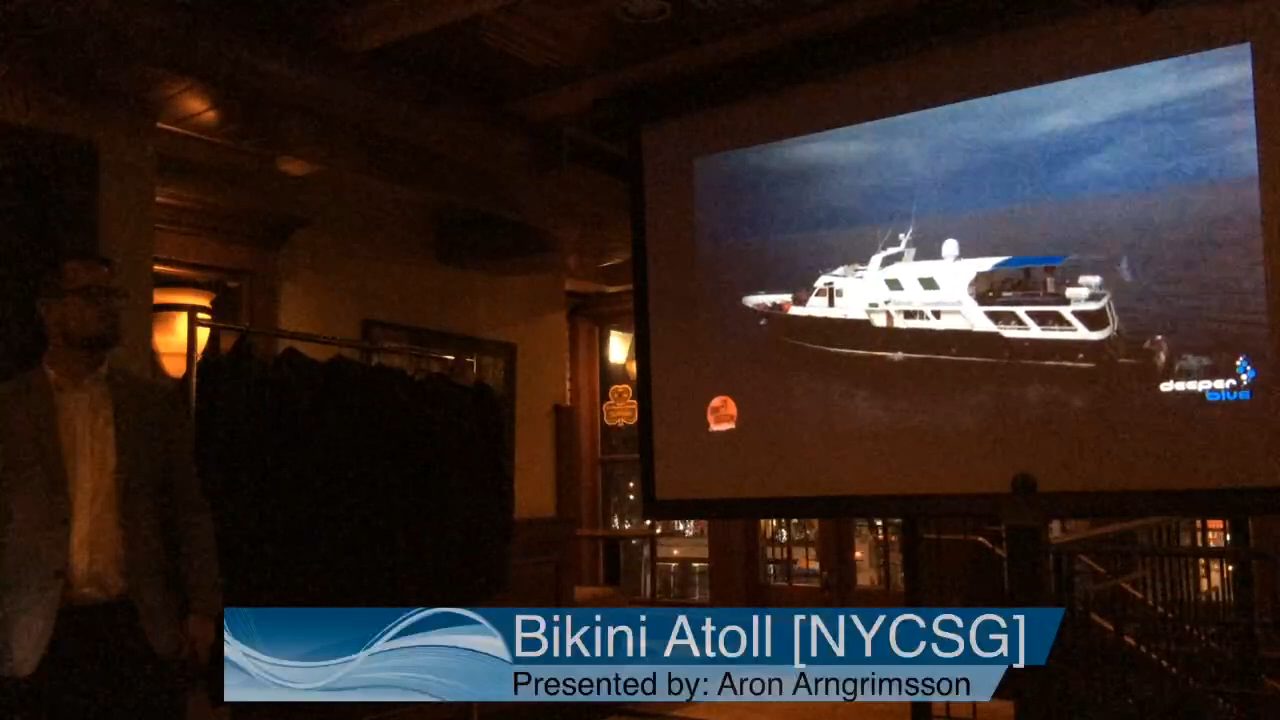 deeper
blue
Bikini Atoll [NYCSG]
Presented by: Aron Arngrimsson